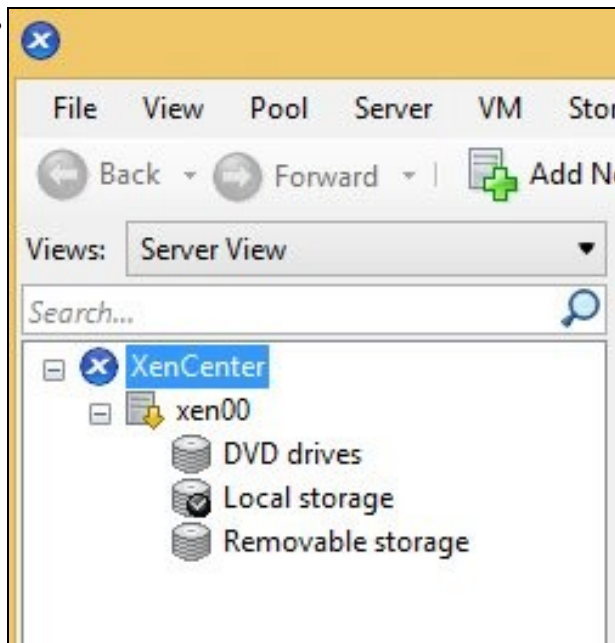 File View Pool Server VM
Back Forward Add
Views: Server View
Search...
XenCenter
xen00
DVD drives
Local storage
Removable storage